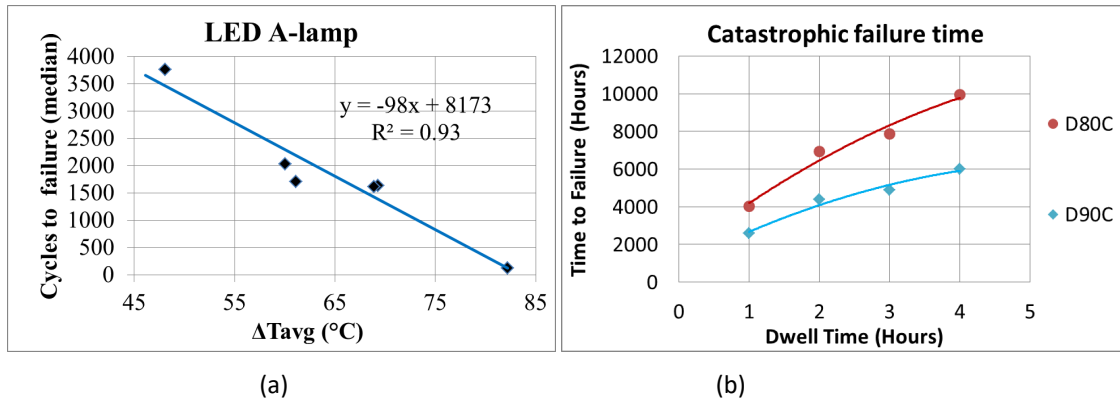 LED A-lamp
Cycles to failure (median)
4000
3500
3000
2500
2000
1500
1000
500
0
y = -98x + 8173
R² = 0.93
45 55 65 75 85
ΔTavg (°C)
(a)
Catastrophic failure time
Time to Failure (Hours)
12000
10000
8000
6000
4000
2000
0
0 1 2 3 4 5
Dwell Time (Hours)
D80C
D90C
(b)